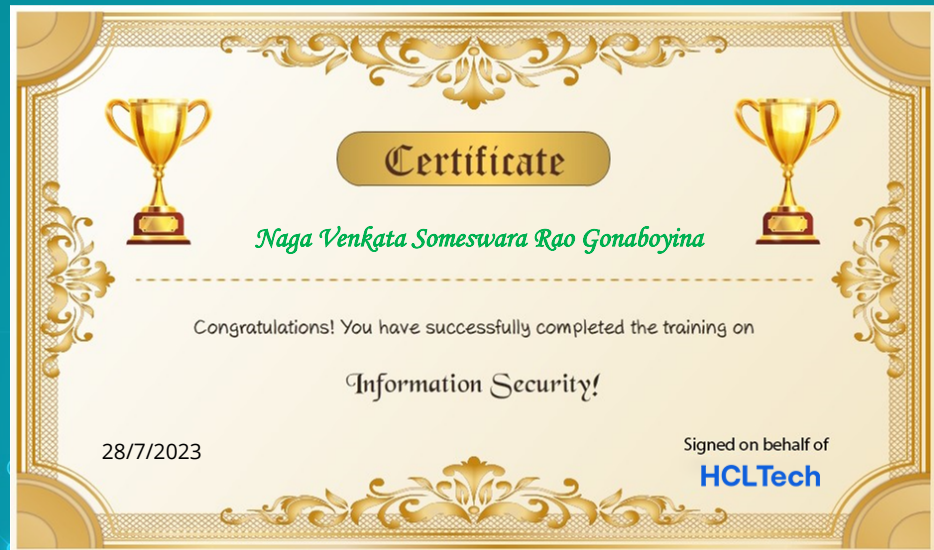 Certificate
Naga Venkata Someswara Rao Gonaboyina
Congratulations! You have successfully completed the training on
Information Security!
28/7/2023
Signed on behalf of
HCLTech